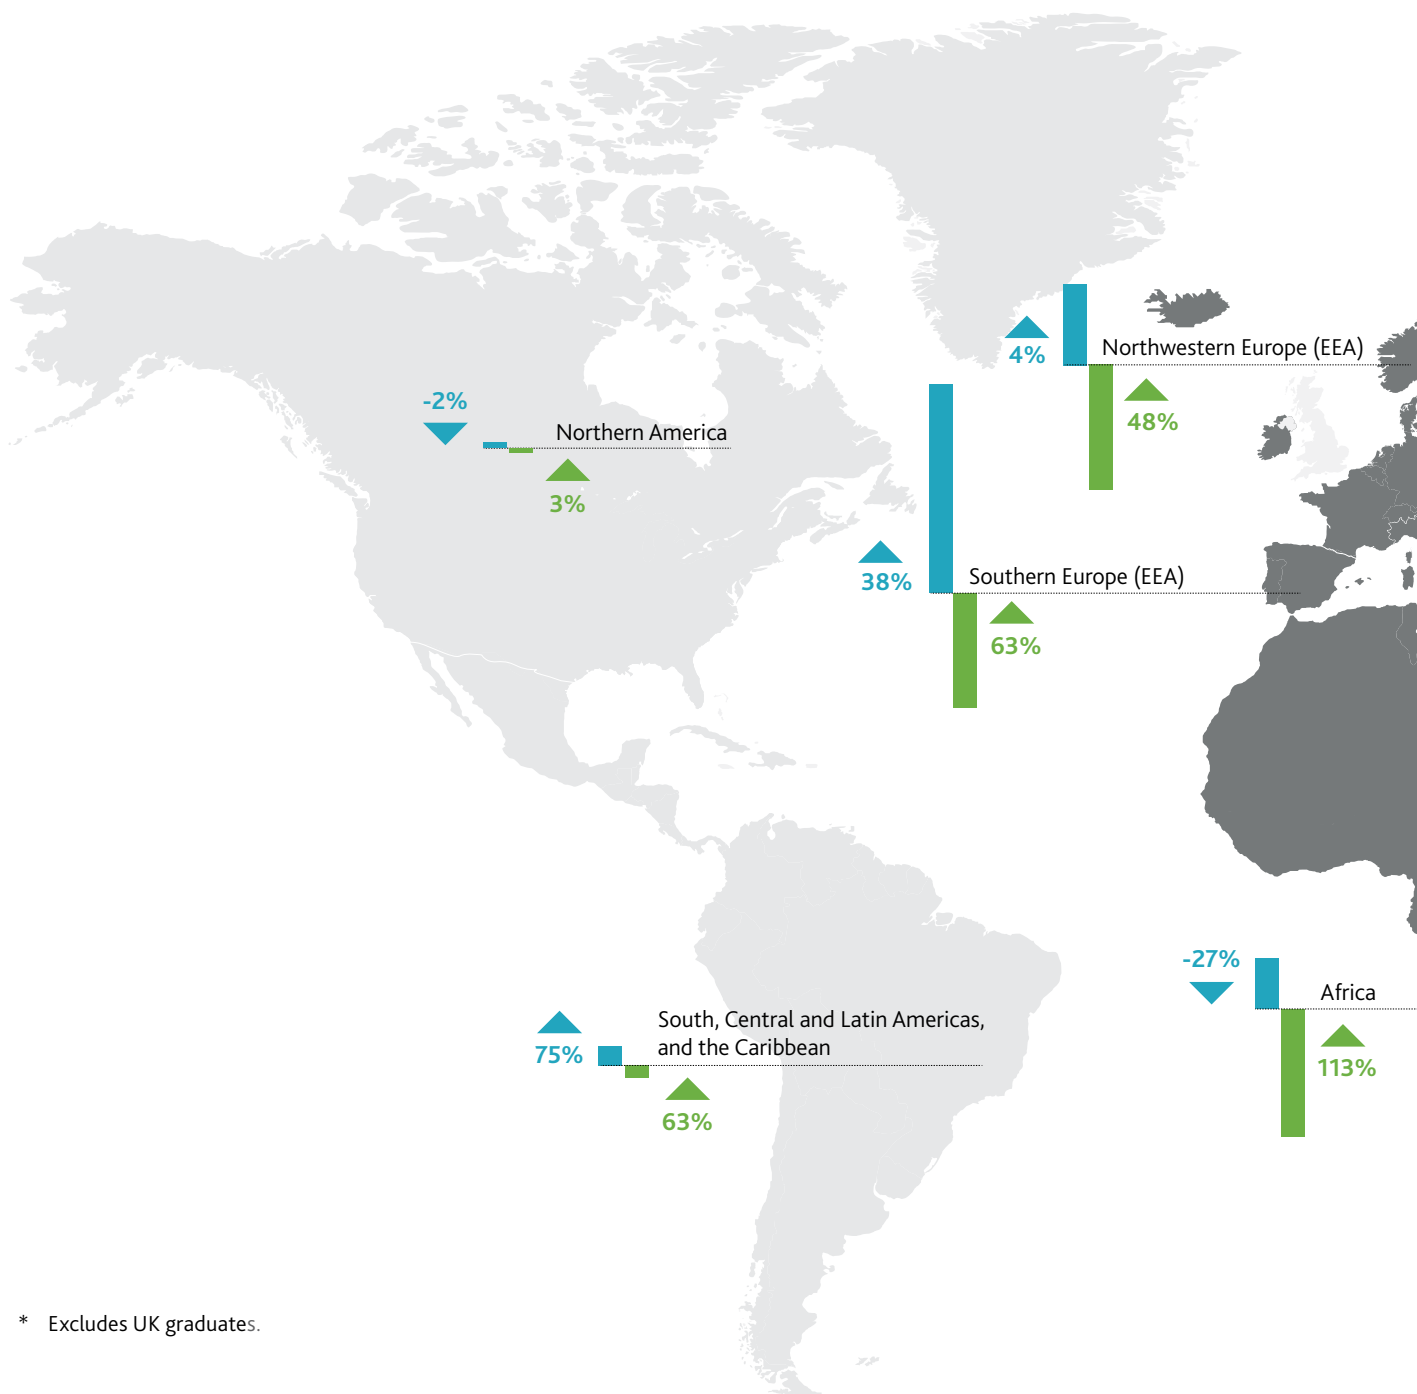 4%
Northwestern Europe (EEA)
48%
-2%
Northern America
3%
38%
Southern Europe (EEA)
63%
-27%
Africa
113%
South, Central and Latin Americas,
and the Caribbean
75%
63%
* Excludes UK graduates.